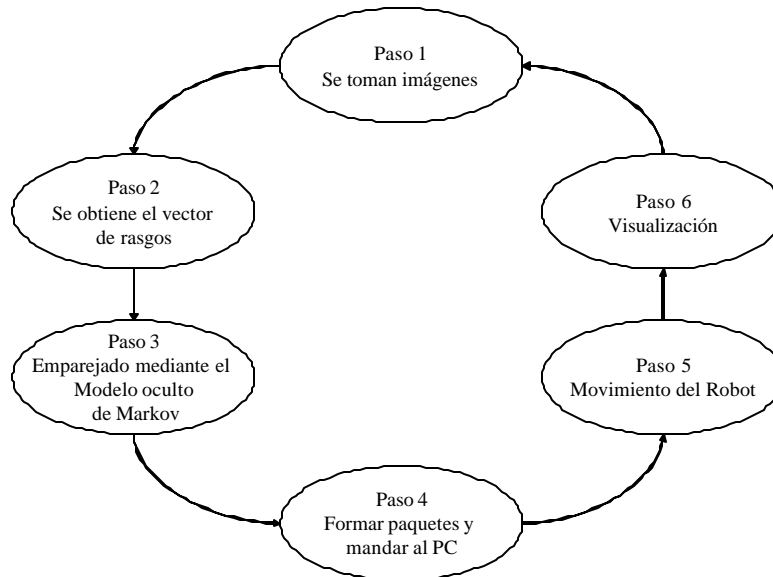 Paso 1
Se toman imágenes
Paso 2
Se obtiene el vector
de rasgos
Paso 3
Emparejado mediante el
Modelo oculto
de Markov
Paso 4
Formar paquetes y
mandar al PC
Paso 5
Movimiento del Robot
Paso 6
Visualización